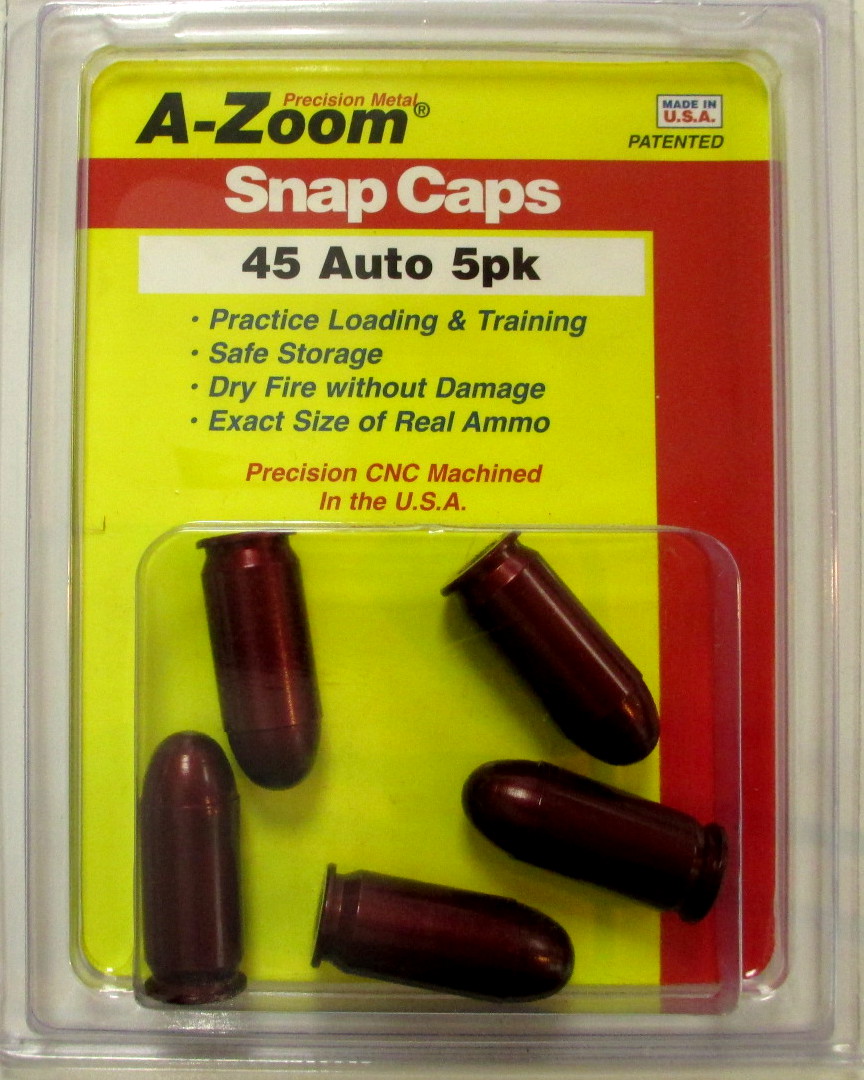 Precision Metal
A-Zoom®
MADE IN
U.S.A.
PATENTED
Snap Caps
45 Auto 5pk
• Practice Loading & Training
• Safe Storage
• Dry Fire without Damage
• Exact Size of Real Ammo
Precision CNC Machined
In the U.S.A.